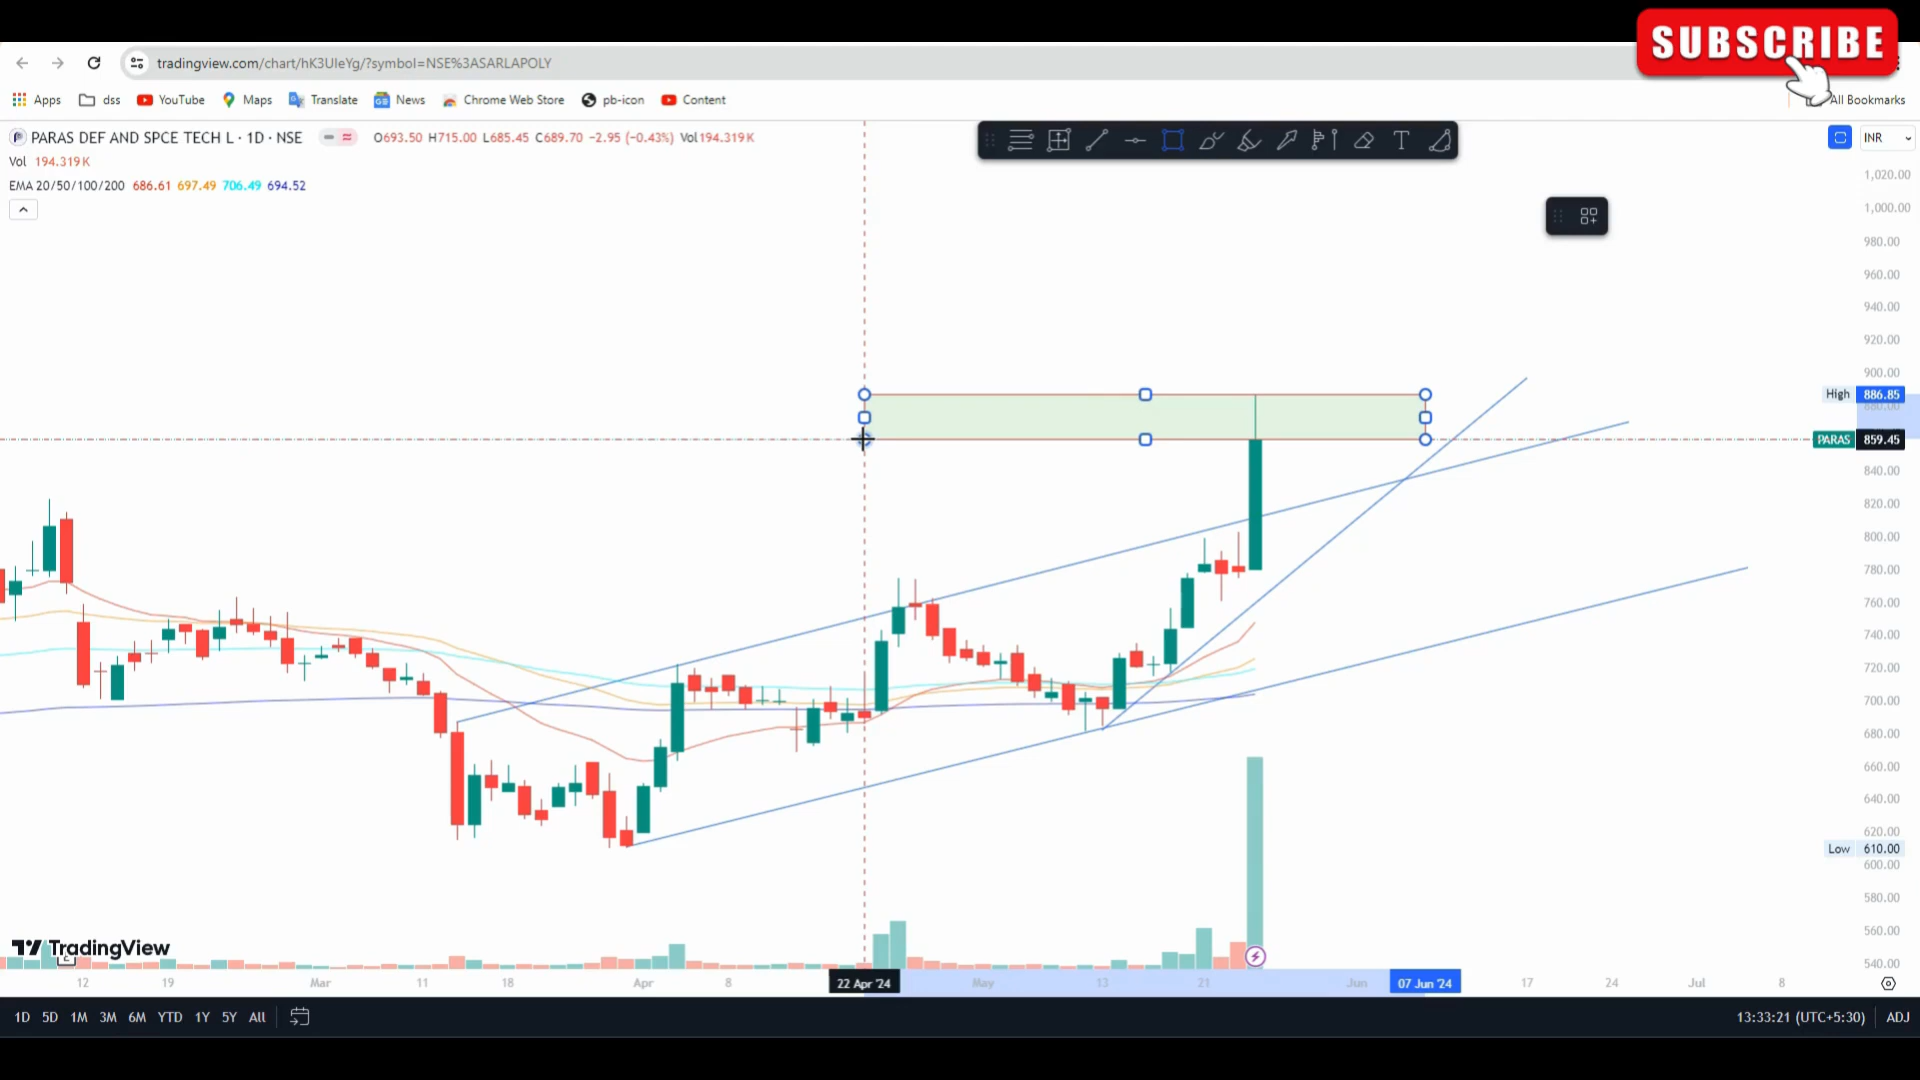 SUBSCRIBE
tradingview.com/chart/hK3UIeYg/?symbol=NSE%3ASARLAPOLY
Apps dss YouTube Maps Translate News Chrome Web Store pb-icon Content All Bookmarks
PARAS DEF AND SPCE TECH L · 1D · NSE O693.50 H715.00 L685.45 C689.70 −2.95 (−0.43%) Vol194.319K
INR
Vol 194.319K
EMA 20/50/100/200 686.61 697.49 706.49 694.52
1,020.00
1,000.00
980.00
960.00
940.00
920.00
900.00
High 886.85
880.00
PARAS 859.45
840.00
820.00
800.00
780.00
760.00
740.00
720.00
700.00
680.00
660.00
640.00
620.00
Low 610.00
600.00
580.00
560.00
540.00
TradingView
E
12 19 Mar 11 18 Apr 8 22 Apr '24 May 13 21 Jun 07 Jun '24 17 24 Jul 8
1D 5D 1M 3M 6M YTD 1Y 5Y All 13:33:21 (UTC+5:30) ADJ